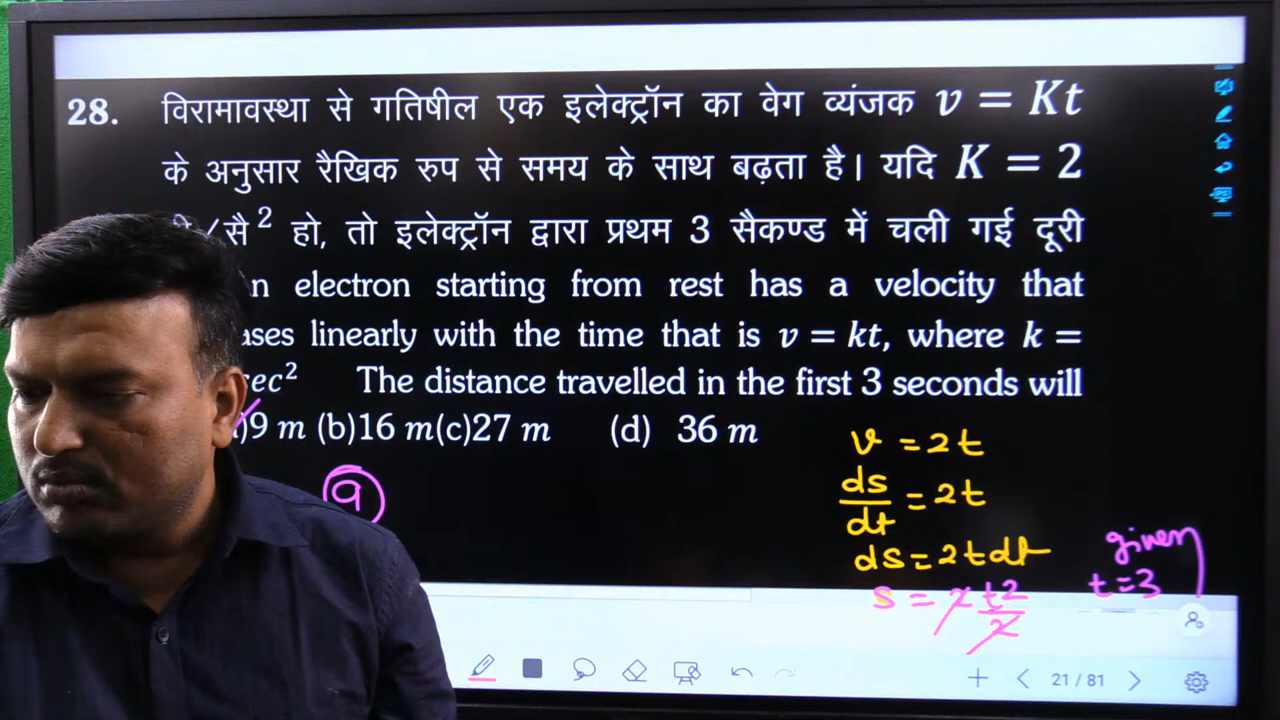 28. विरामावस्था से गतिषील एक इलेक्ट्रॉन का वेग व्यंजक v = Kt
के अनुसार रैखिक रुप से समय के साथ बढ़ता है। यदि K = 2
/सै² हो, तो इलेक्ट्रॉन द्वारा प्रथम 3 सैकण्ड में चली गई दूरी
n electron starting from rest has a velocity that
ases linearly with the time that is v = kt, where k =
sec² The distance travelled in the first 3 seconds will
)9 m (b)16 m(c)27 m (d) 36 m
v = 2t
ds/dt = 2t
ds = 2t dt
s = 2 t2/2
given
t = 3
9
21 / 81